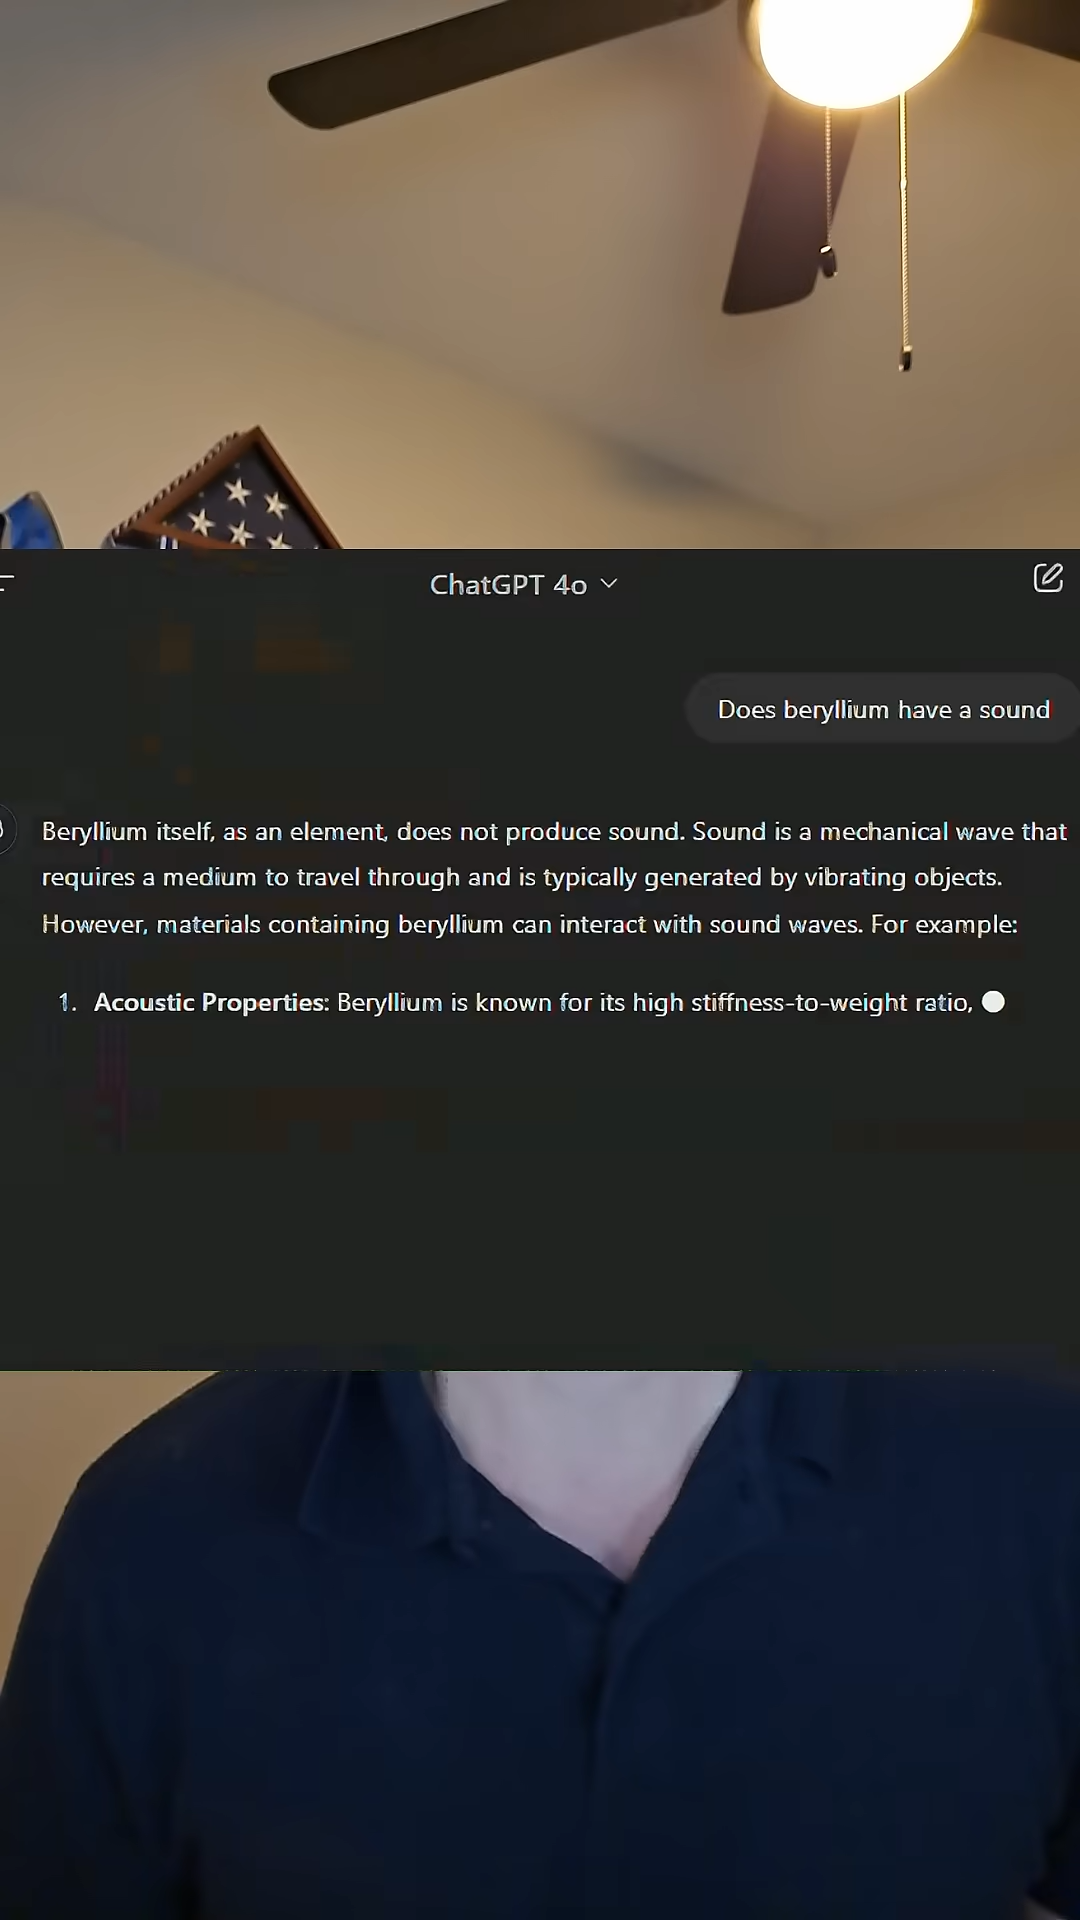 ChatGPT 4o
Does beryllium have a sound
Beryllium itself, as an element, does not produce sound. Sound is a mechanical wave that
requires a medium to travel through and is typically generated by vibrating objects.
However, materials containing beryllium can interact with sound waves. For example:
1. Acoustic Properties: Beryllium is known for its high stiffness-to-weight ratio,